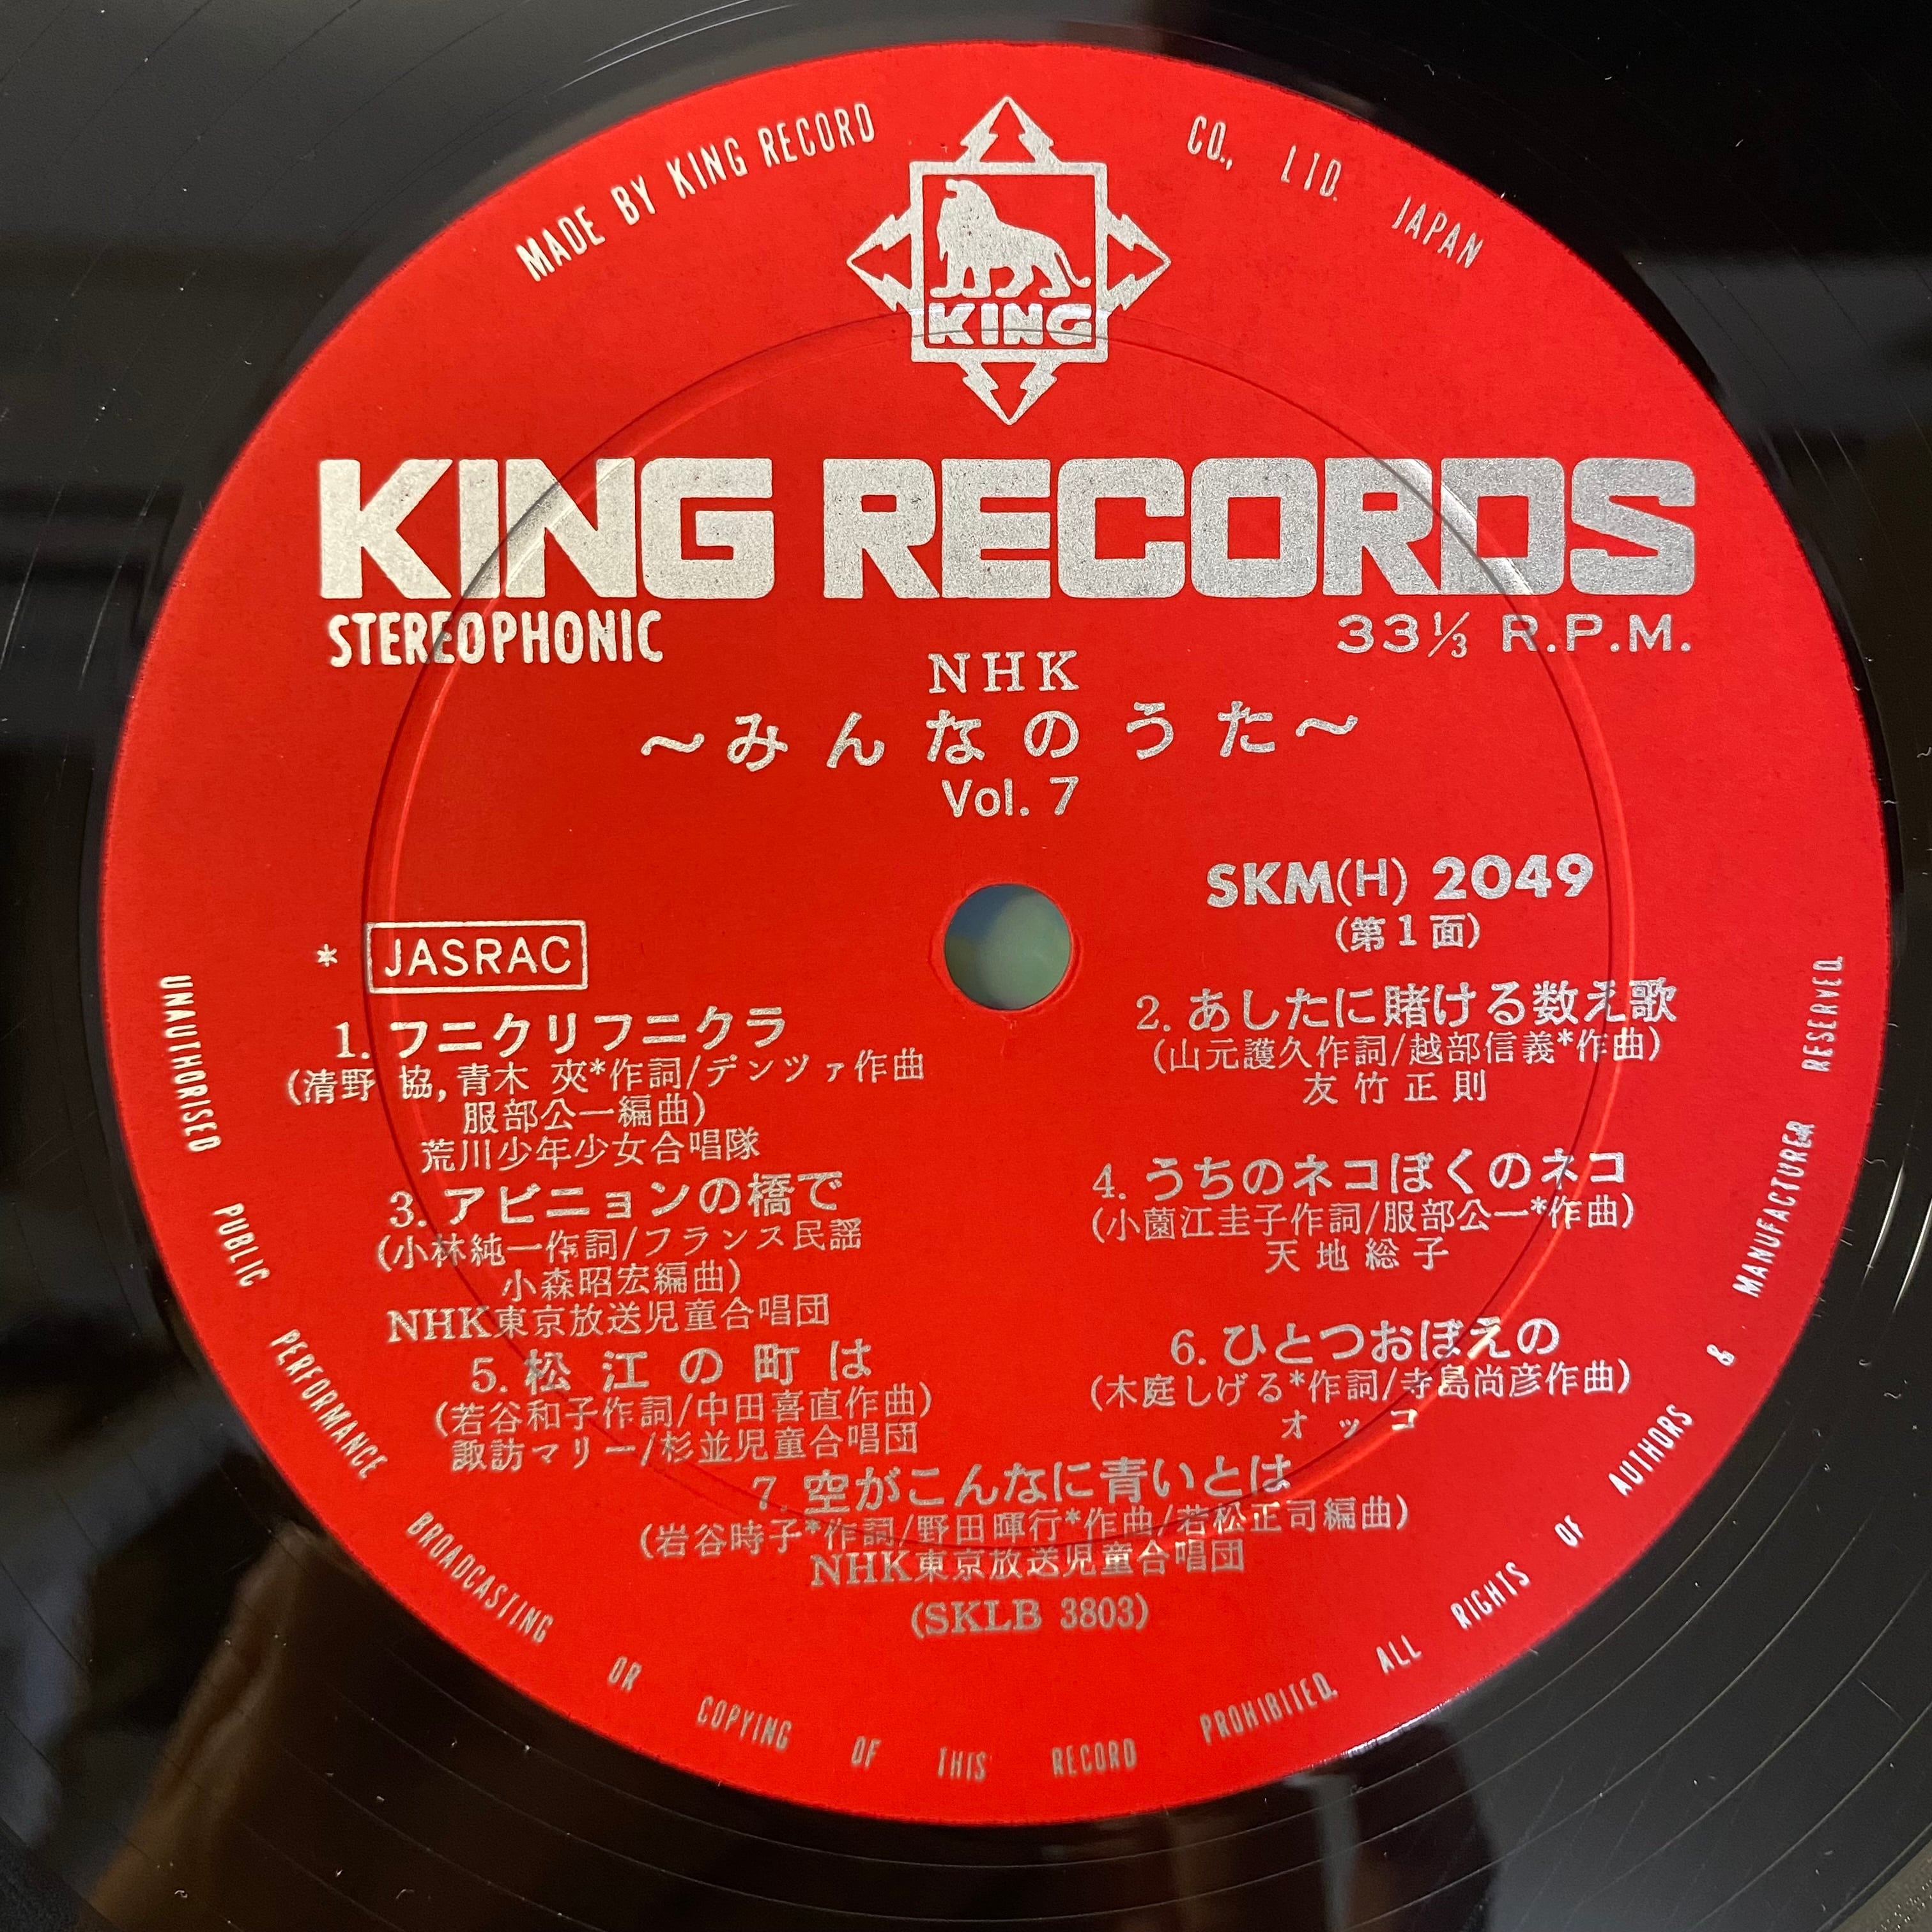 MADE BY KING RECORD CO., LTD. JAPAN
KING
KING RECORDS
STEREOPHONIC
33⅓ R.P.M.
NHK
～みんなのうた～
Vol. 7
SKM(H) 2049
(第1面)
* JASRAC
1. フニクリフニクラ
(清野 協, 青木 爽*作詞/デンツァ作曲
服部公一編曲)
荒川少年少女合唱隊
2. あしたに賭ける数え歌
(山元護久作詞/越部信義*作曲)
友竹正則
3. アビニョンの橋で
(小林純一作詞/フランス民謡
小森昭宏編曲)
NHK東京放送児童合唱団
4. うちのネコぼくのネコ
(小薗江圭子作詞/服部公一*作曲)
天地総子
5. 松江の町は
(若谷和子作詞/中田喜直作曲)
諏訪マリー/杉並児童合唱団
6. ひとつおぼえの
(木庭しげる*作詞/寺島尚彦作曲)
オッコ
7. 空がこんなに青いとは
(岩谷時子*作詞/野田暉行*作曲/若松正司編曲)
NHK東京放送児童合唱団
(SKLB 3803)
UNAUTHORISED PUBLIC PERFORMANCE BROADCASTING OR COPYING OF THIS RECORD PROHIBITED. ALL RIGHTS OF AUTHORS & MANUFACTURER RESERVED.